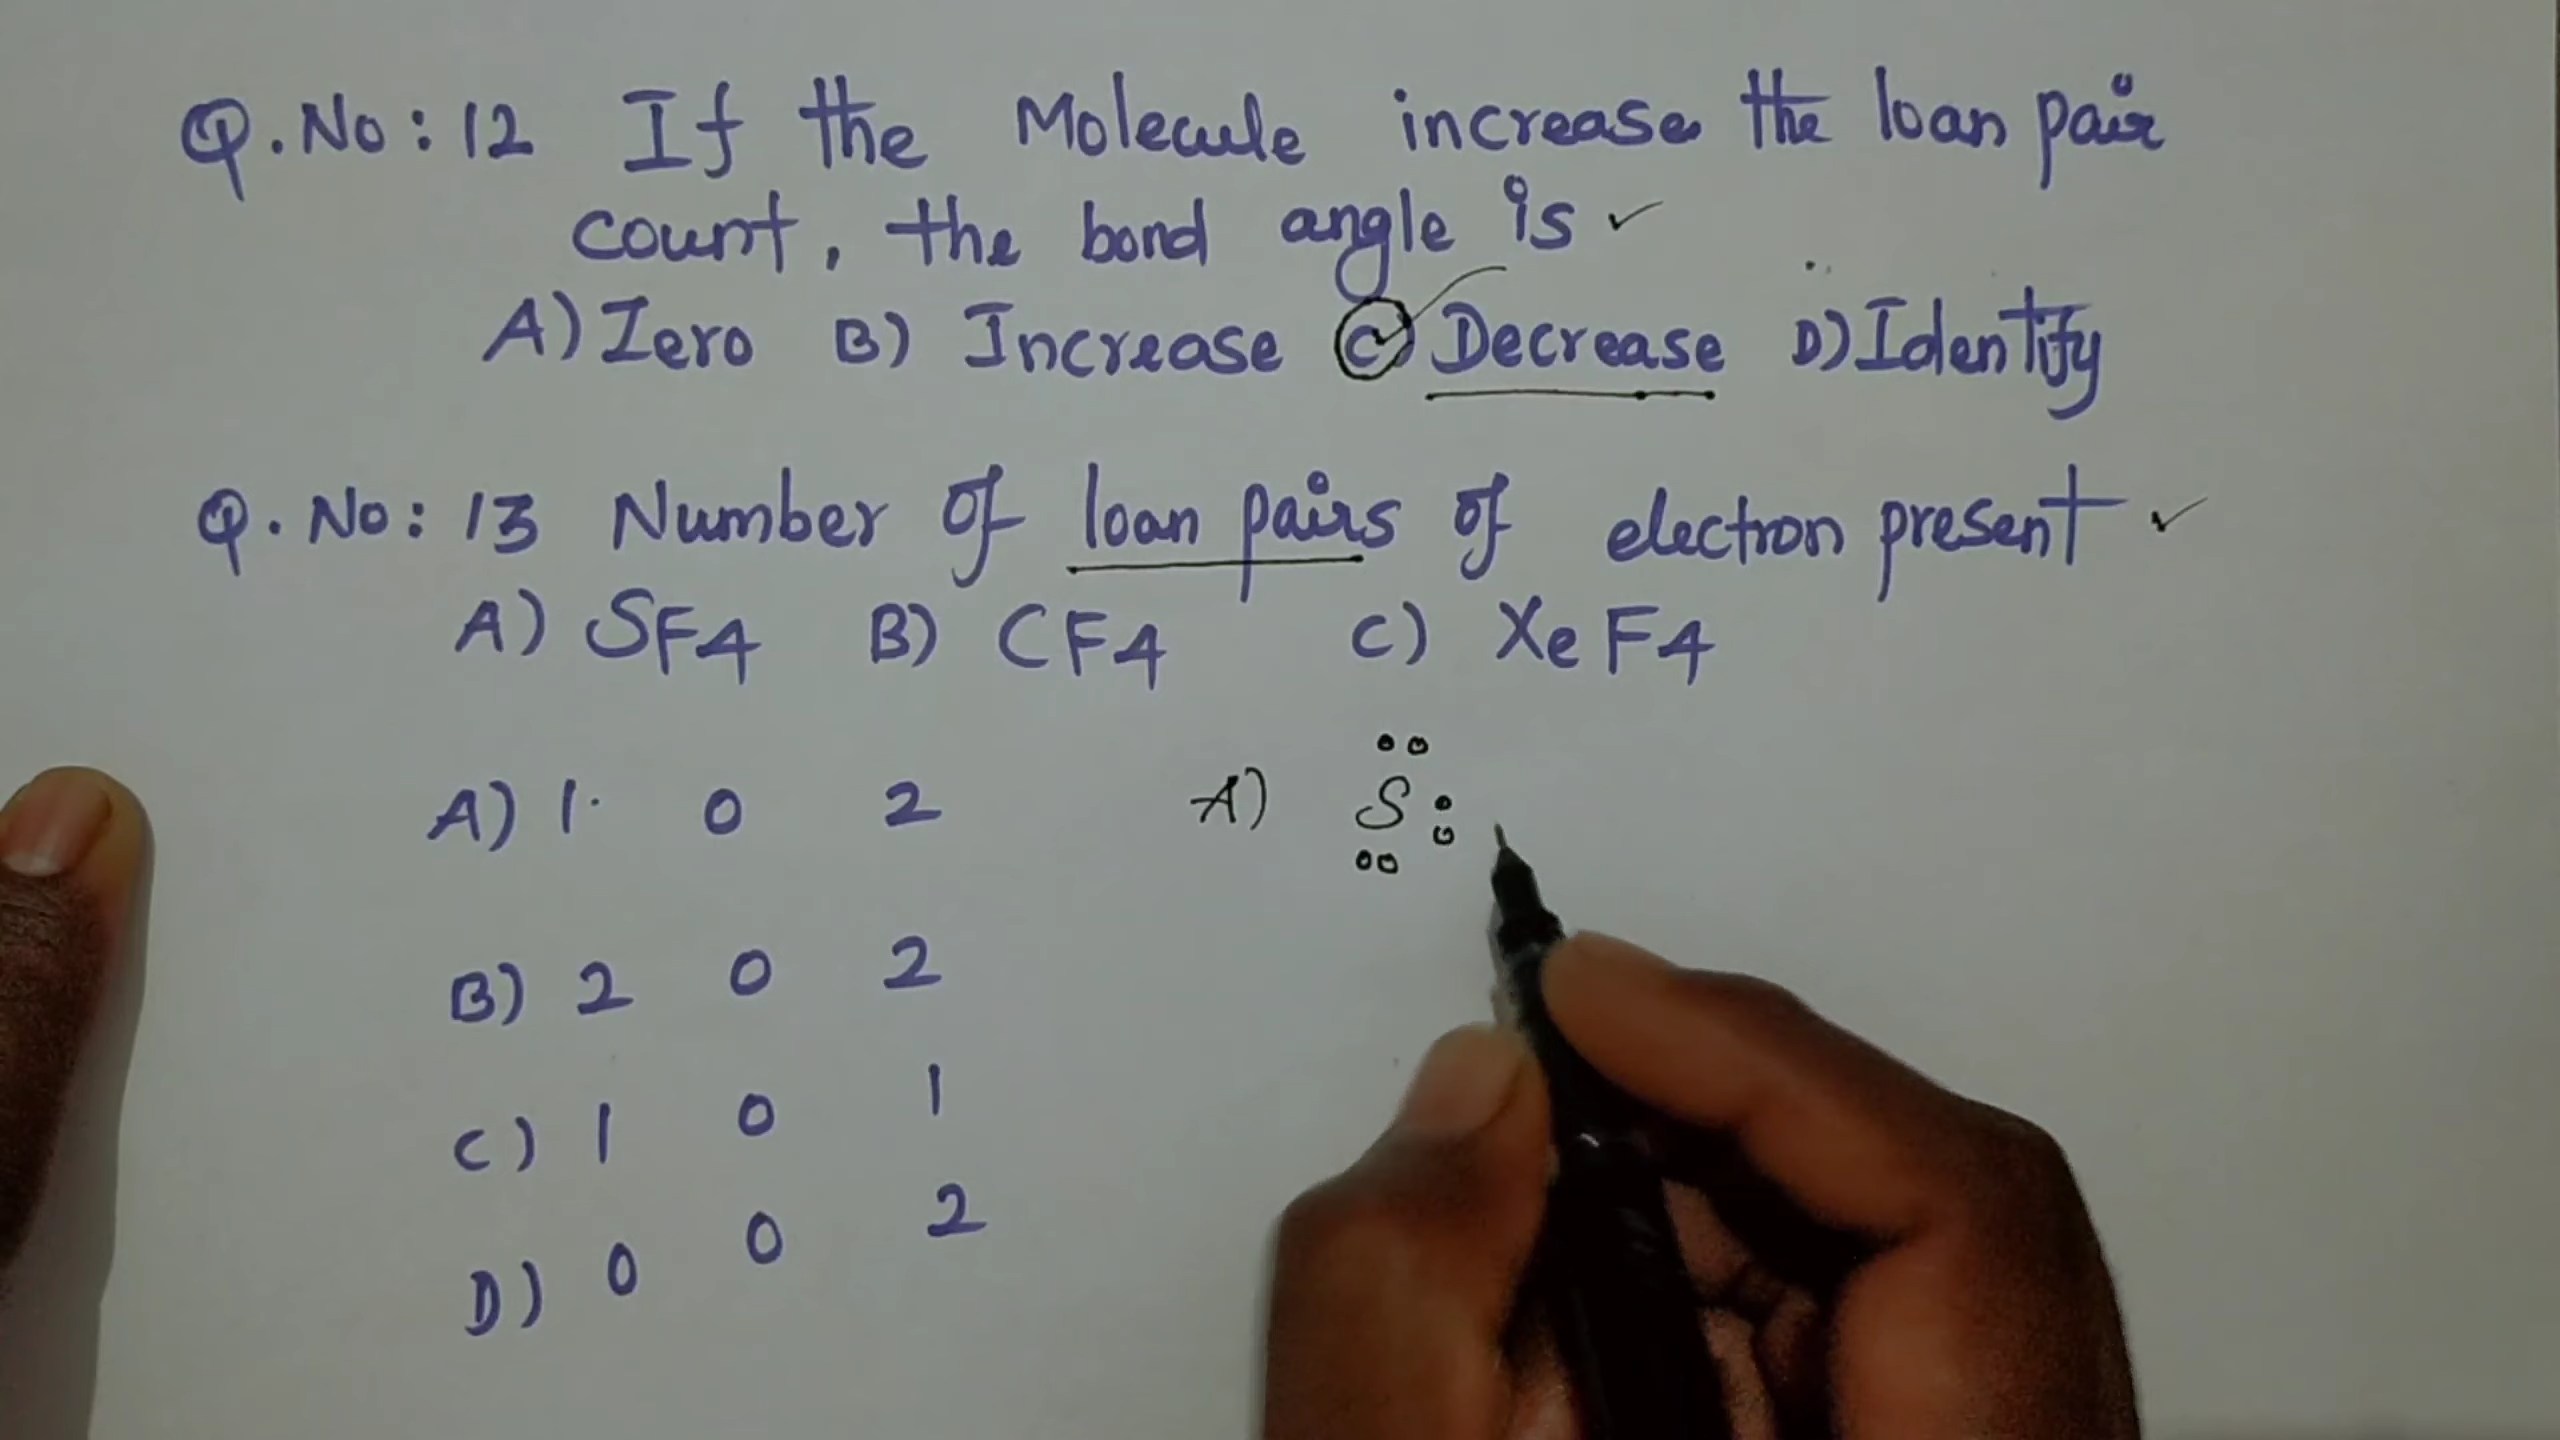 Q. No: 12 If the Molecule increase the loan pair
count, the bond angle is ✓
A) Zero B) Increase C) Decrease D) Identify
Q. No: 13 Number of loan pairs of electron present ✓
A) SF4 B) CF4 C) XeF4
A) 1 0 2
B) 2 0 2
C) 1 0 1
D) 0 0 2
A) S